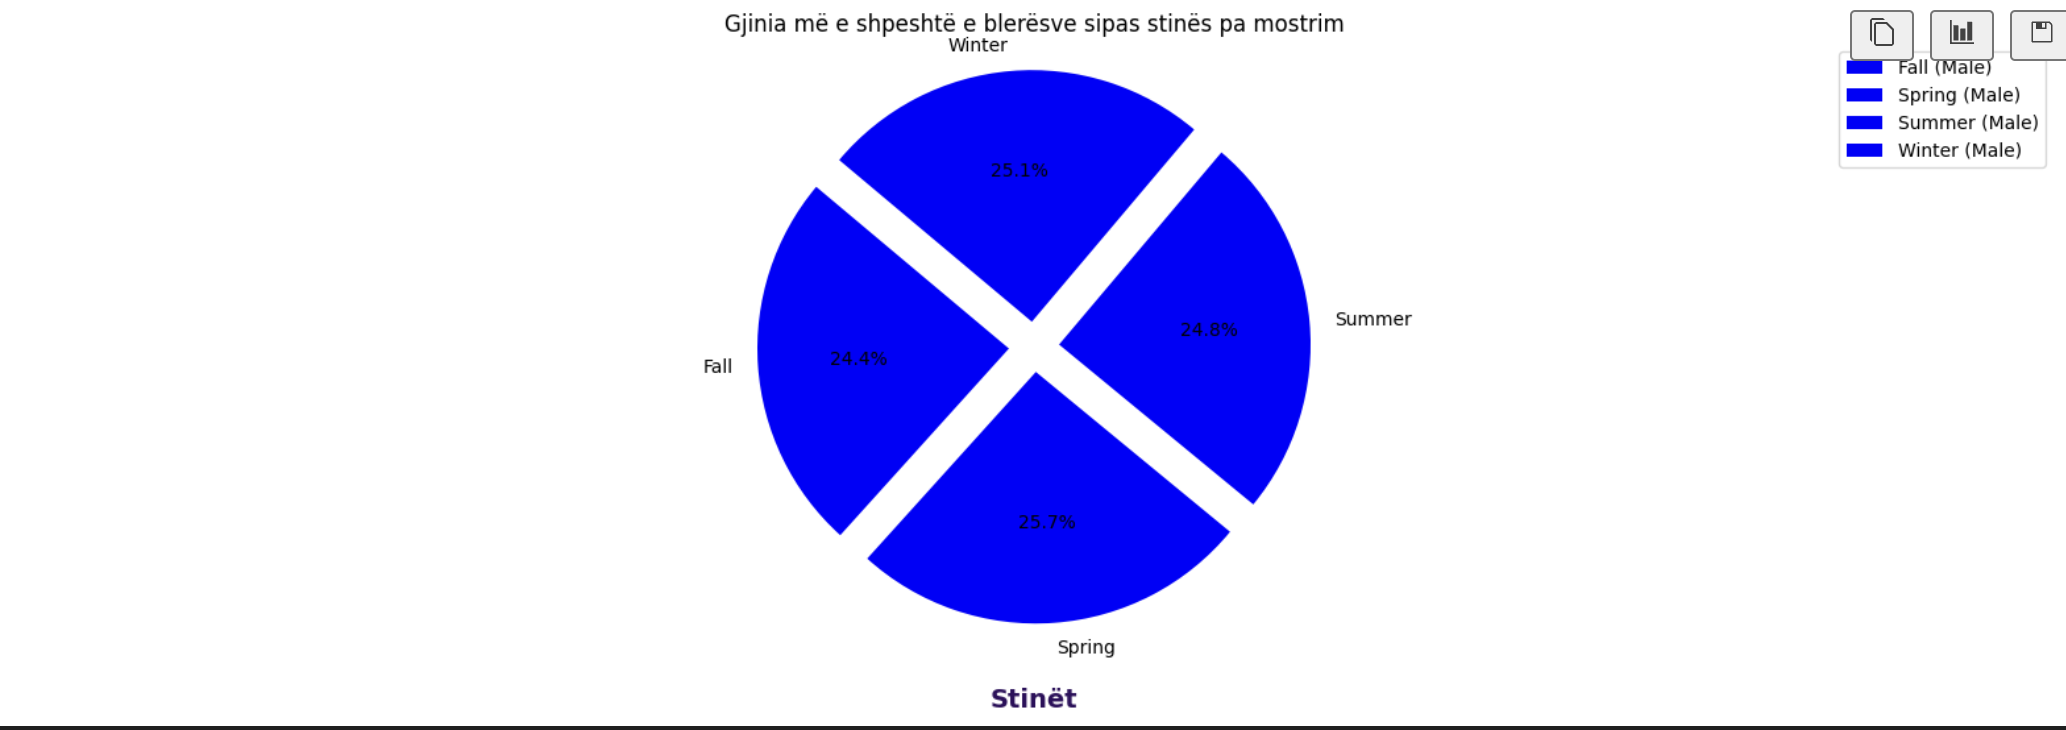 Gjinia më e shpeshtë e blerësve sipas stinës pa mostrim
Winter
Fall (Male)
Spring (Male)
Summer (Male)
Winter (Male)
25.1%
Summer
24.8%
Fall
24.4%
25.7%
Spring
Stinët